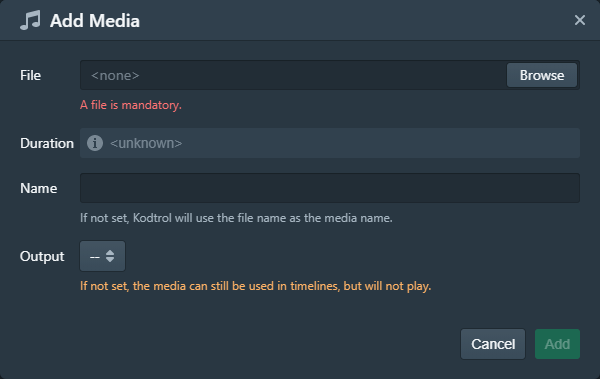 Add Media
File
<none>
Browse
A file is mandatory.
Duration
<unknown>
Name
If not set, Kodtrol will use the file name as the media name.
Output
--
If not set, the media can still be used in timelines, but will not play.
Cancel
Add